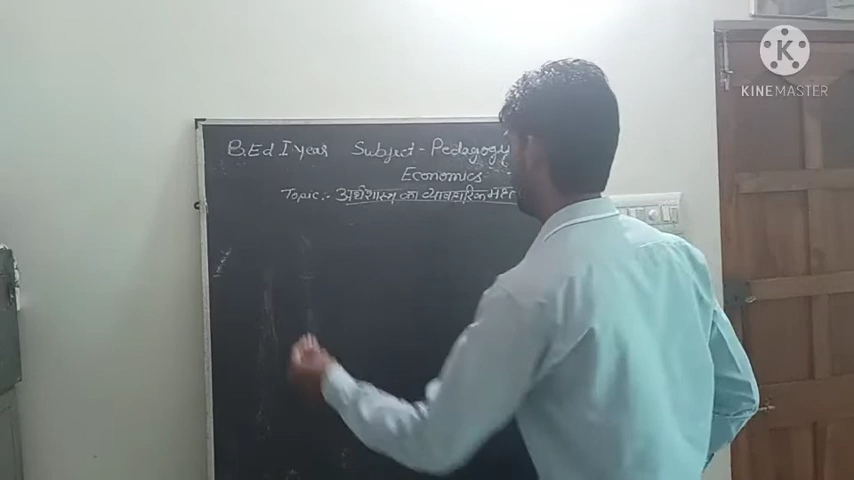 B.Ed I year Subject - Pedagogy
Economics
Topic :- अर्थशास्त्र का व्यावहारिक
KINEMASTER